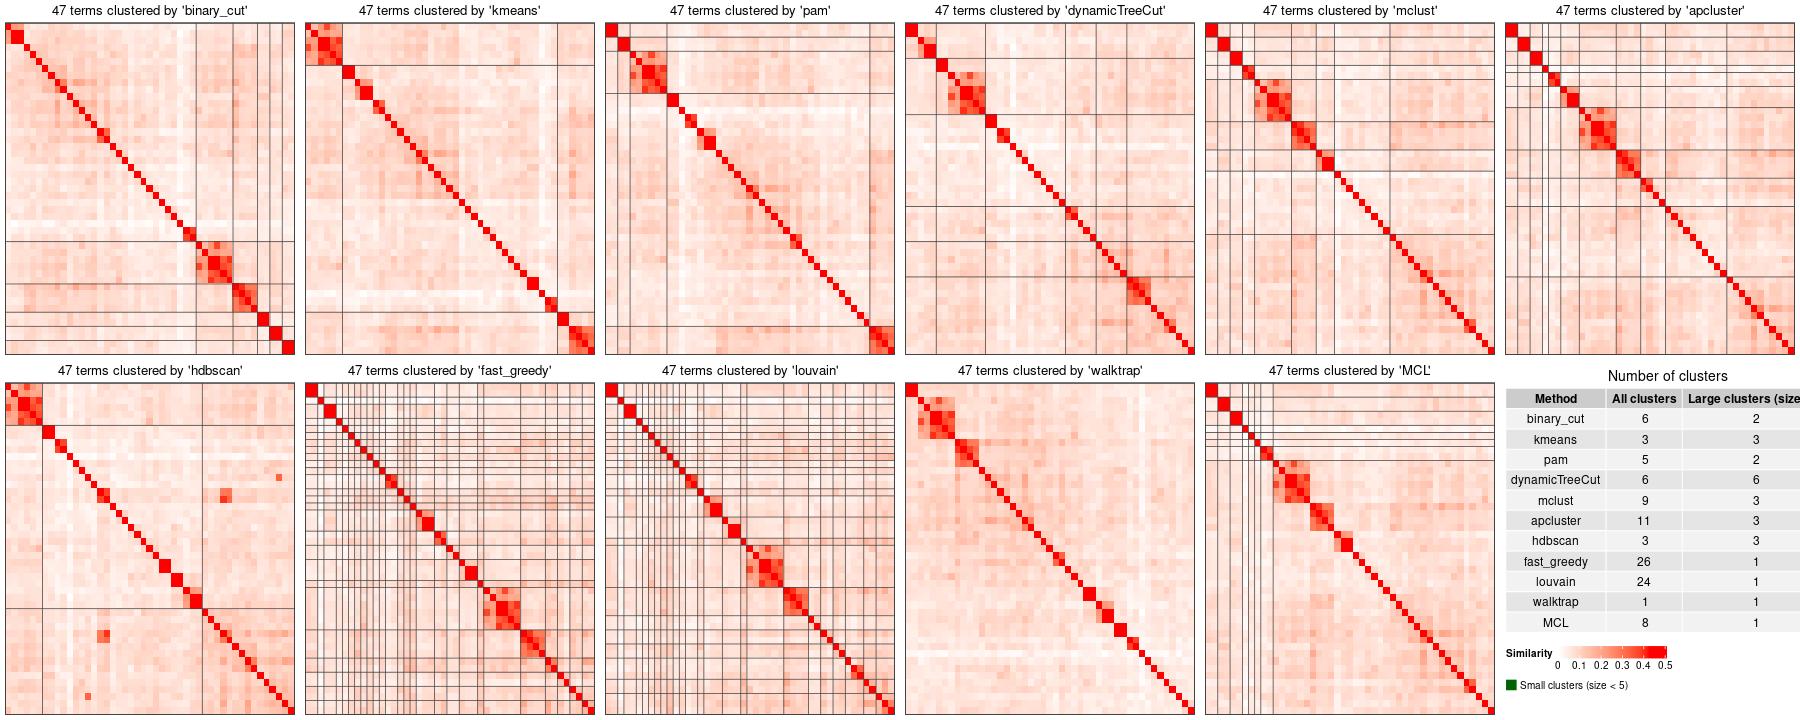 47 terms clustered by 'binary_cut'
47 terms clustered by 'kmeans'
47 terms clustered by 'pam'
47 terms clustered by 'dynamicTreeCut'
47 terms clustered by 'mclust'
47 terms clustered by 'apcluster'
47 terms clustered by 'hdbscan'
47 terms clustered by 'fast_greedy'
47 terms clustered by 'louvain'
47 terms clustered by 'walktrap'
47 terms clustered by 'MCL'
Number of clusters
Method All clusters Large clusters (size
binary_cut 6 2
kmeans 3 3
pam 5 2
dynamicTreeCut 6 6
mclust 9 3
apcluster 11 3
hdbscan 3 3
fast_greedy 26 1
louvain 24 1
walktrap 1 1
MCL 8 1
Similarity
0 0.1 0.2 0.3 0.4 0.5
Small clusters (size < 5)